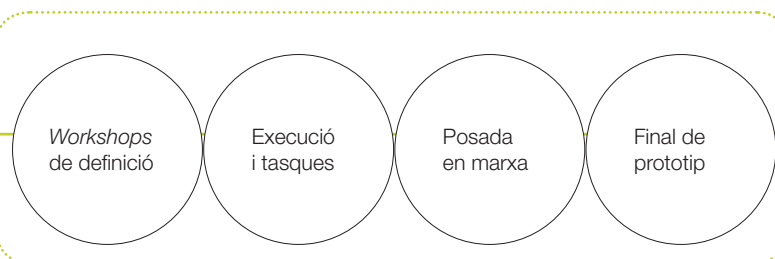 Workshops
de definició
Execució
i tasques
Posada
en marxa
Final de
prototip